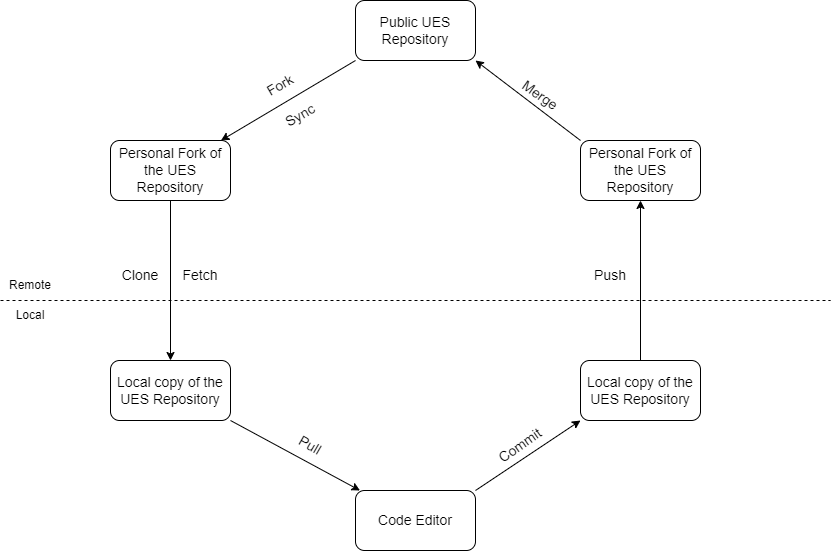 Public UES
Repository
Fork
Sync
Merge
Personal Fork of
the UES
Repository
Personal Fork of
the UES
Repository
Clone
Fetch
Push
Remote
Local
Local copy of the
UES Repository
Local copy of the
UES Repository
Pull
Commit
Code Editor